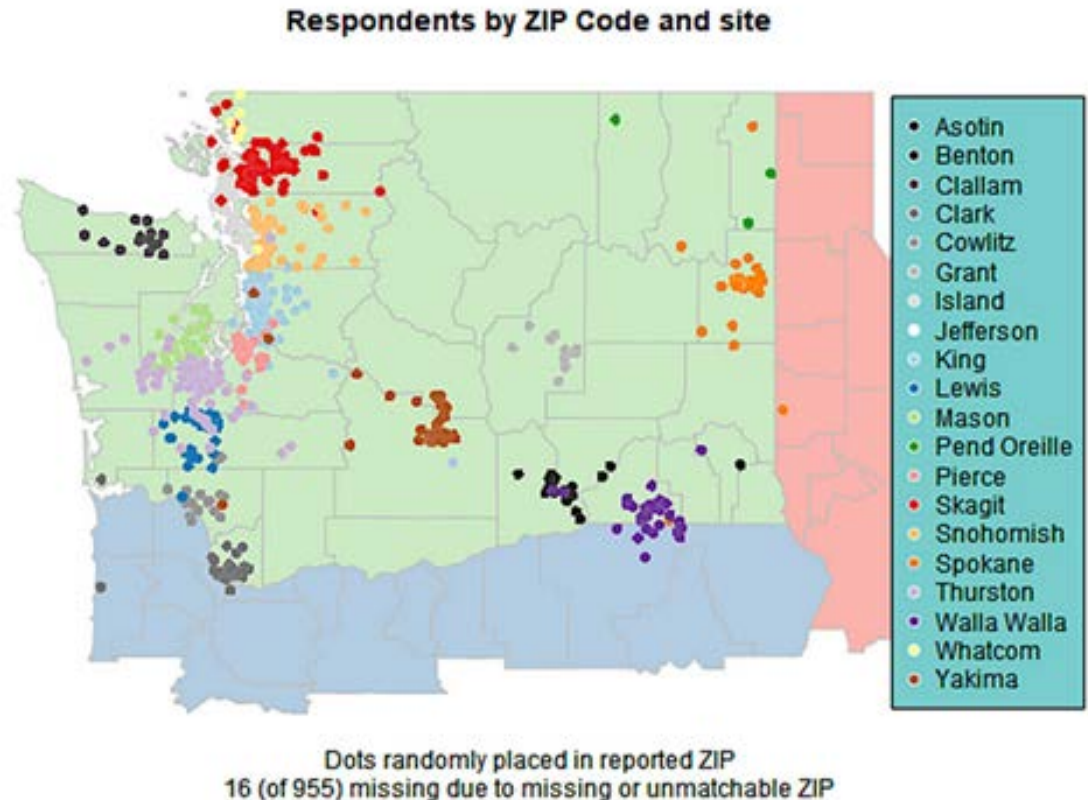 Respondents by ZIP Code and site
Asotin
Benton
Clallam
Clark
Cowlitz
Grant
Island
Jefferson
King
Lewis
Mason
Pend Oreille
Pierce
Skagit
Snohomish
Spokane
Thurston
Walla Walla
Whatcom
Yakima
Dots randomly placed in reported ZIP
16 (of 955) missing due to missing or unmatchable ZIP